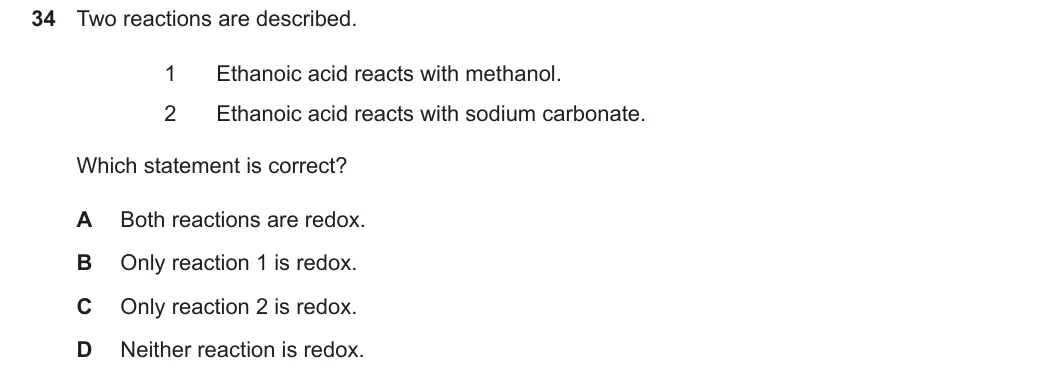 34 Two reactions are described.
1 Ethanoic acid reacts with methanol.
2 Ethanoic acid reacts with sodium carbonate.
Which statement is correct?
A Both reactions are redox.
B Only reaction 1 is redox.
C Only reaction 2 is redox.
D Neither reaction is redox.